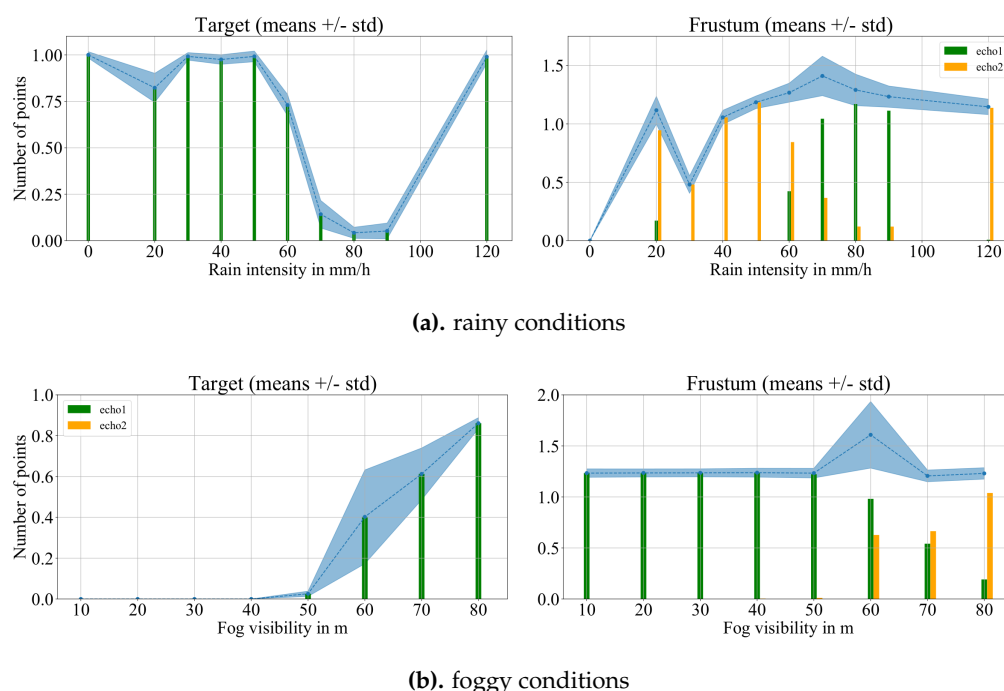 Target (means +/- std)
Frustum (means +/- std)
Number of points
1.00
0.75
0.50
0.25
0.00
0 20 40 60 80 100 120
Rain intensity in mm/h
1.5
1.0
0.5
0.0
echo1
echo2
0 20 40 60 80 100 120
Rain intensity in mm/h
(a). rainy conditions
Target (means +/- std)
Frustum (means +/- std)
Number of points
1.0
0.8
0.6
0.4
0.2
0.0
echo1
echo2
10 20 30 40 50 60 70 80
Fog visibility in m
2.0
1.5
1.0
0.5
0.0
10 20 30 40 50 60 70 80
Fog visibility in m
(b). foggy conditions